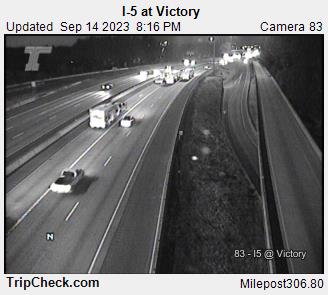 I-5 at Victory
Updated Sep 14 2023 8:16 PM Camera 83
T
N
83 - I5 @ Victory
TripCheck.com Milepost306.80